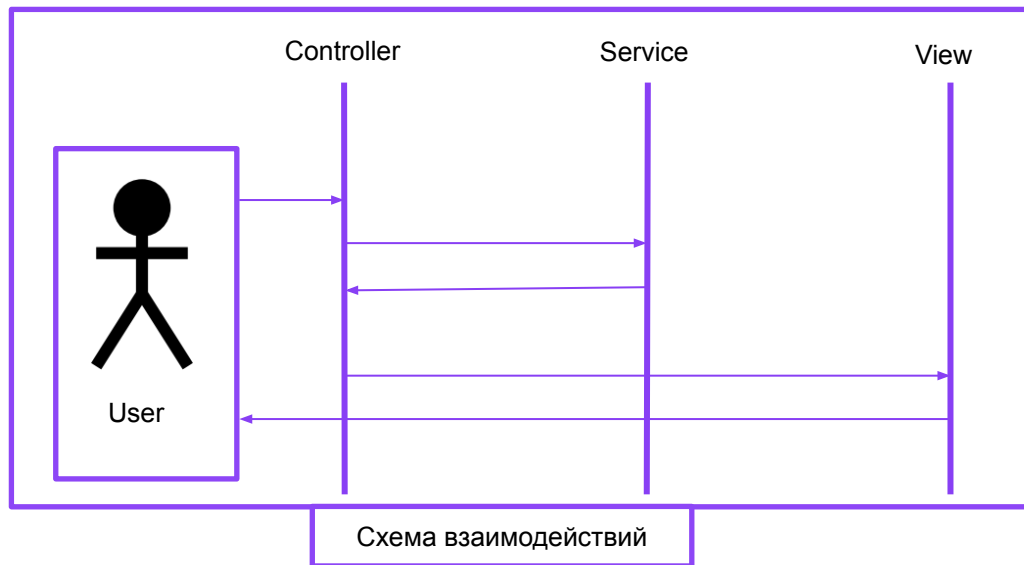 Controller
Service
View
User
Схема взаимодействий